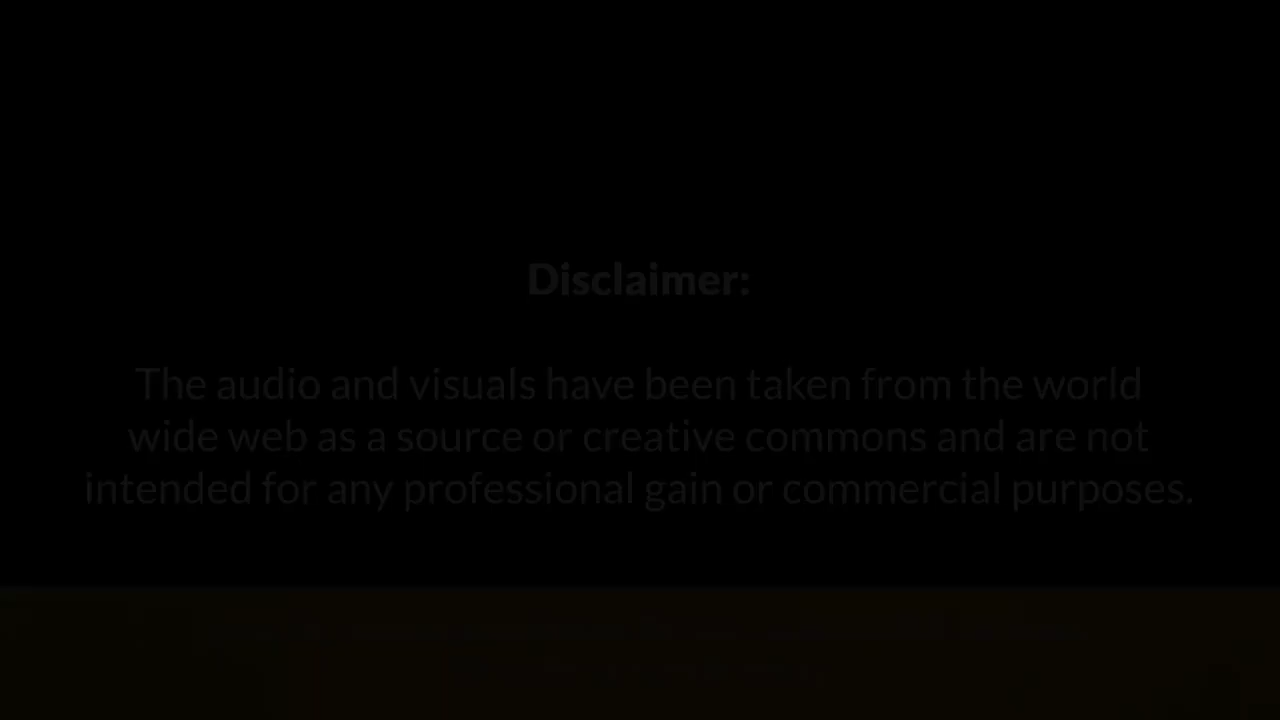 Disclaimer:
The audio and visuals have been taken from the world
wide web as a source or creative commons and are not
intended for any professional gain or commercial purposes.